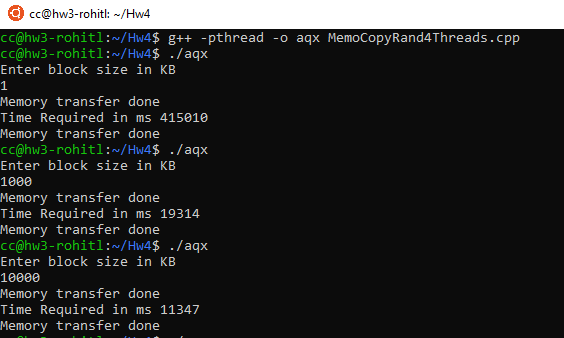 cc@hw3-rohitl: ~/Hw4
cc@hw3-rohitl:~/Hw4$ g++ -pthread -o aqx MemoCopyRand4Threads.cpp
cc@hw3-rohitl:~/Hw4$ ./aqx
Enter block size in KB
1
Memory transfer done
Time Required in ms 415010
Memory transfer done
cc@hw3-rohitl:~/Hw4$ ./aqx
Enter block size in KB
1000
Memory transfer done
Time Required in ms 19314
Memory transfer done
cc@hw3-rohitl:~/Hw4$ ./aqx
Enter block size in KB
10000
Memory transfer done
Time Required in ms 11347
Memory transfer done